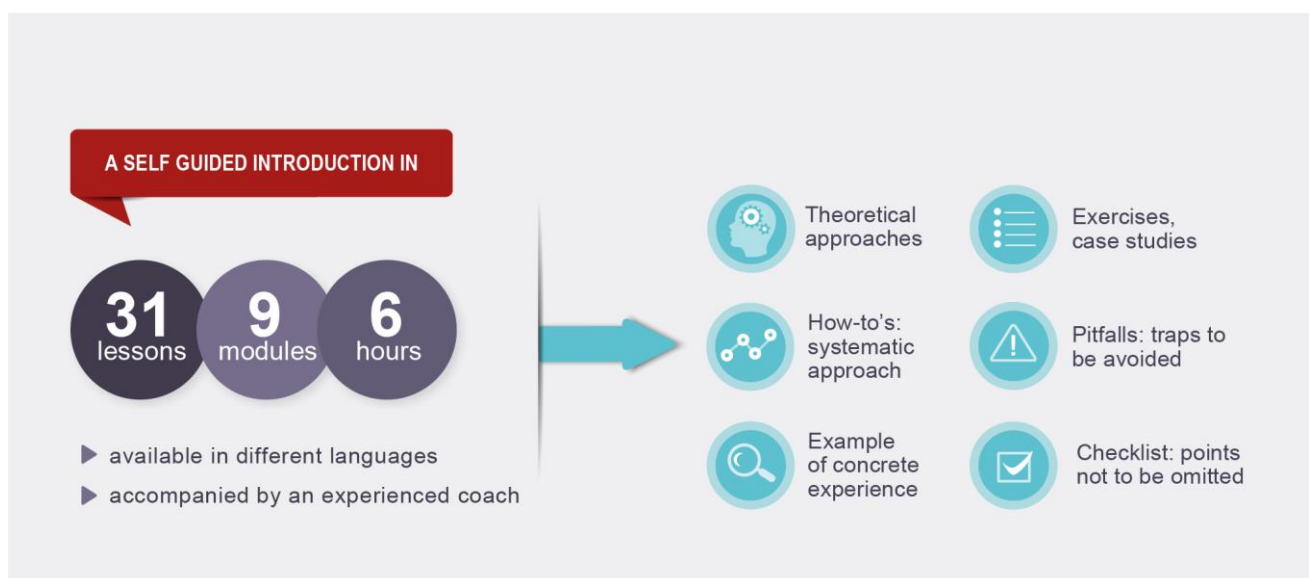 A SELF GUIDED INTRODUCTION IN
31
lessons
9
modules
6
hours
available in different languages
accompanied by an experienced coach
Theoretical
approaches
How-to's:
systematic
approach
Example
of concrete
experience
Exercises,
case studies
Pitfalls: traps to
be avoided
Checklist: points
not to be omitted